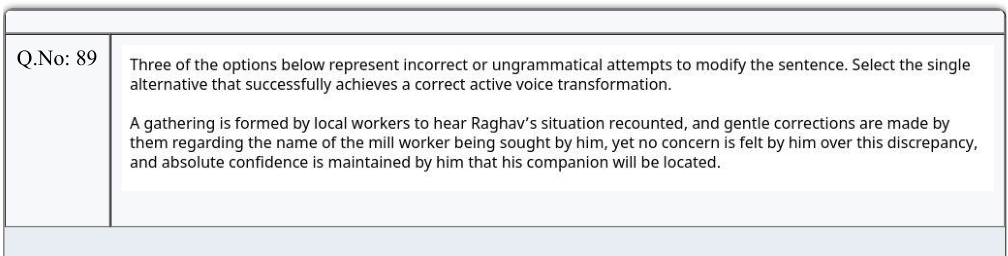 Q.No: 89
Three of the options below represent incorrect or ungrammatical attempts to modify the sentence. Select the single
alternative that successfully achieves a correct active voice transformation.
A gathering is formed by local workers to hear Raghav’s situation recounted, and gentle corrections are made by
them regarding the name of the mill worker being sought by him, yet no concern is felt by him over this discrepancy,
and absolute confidence is maintained by him that his companion will be located.